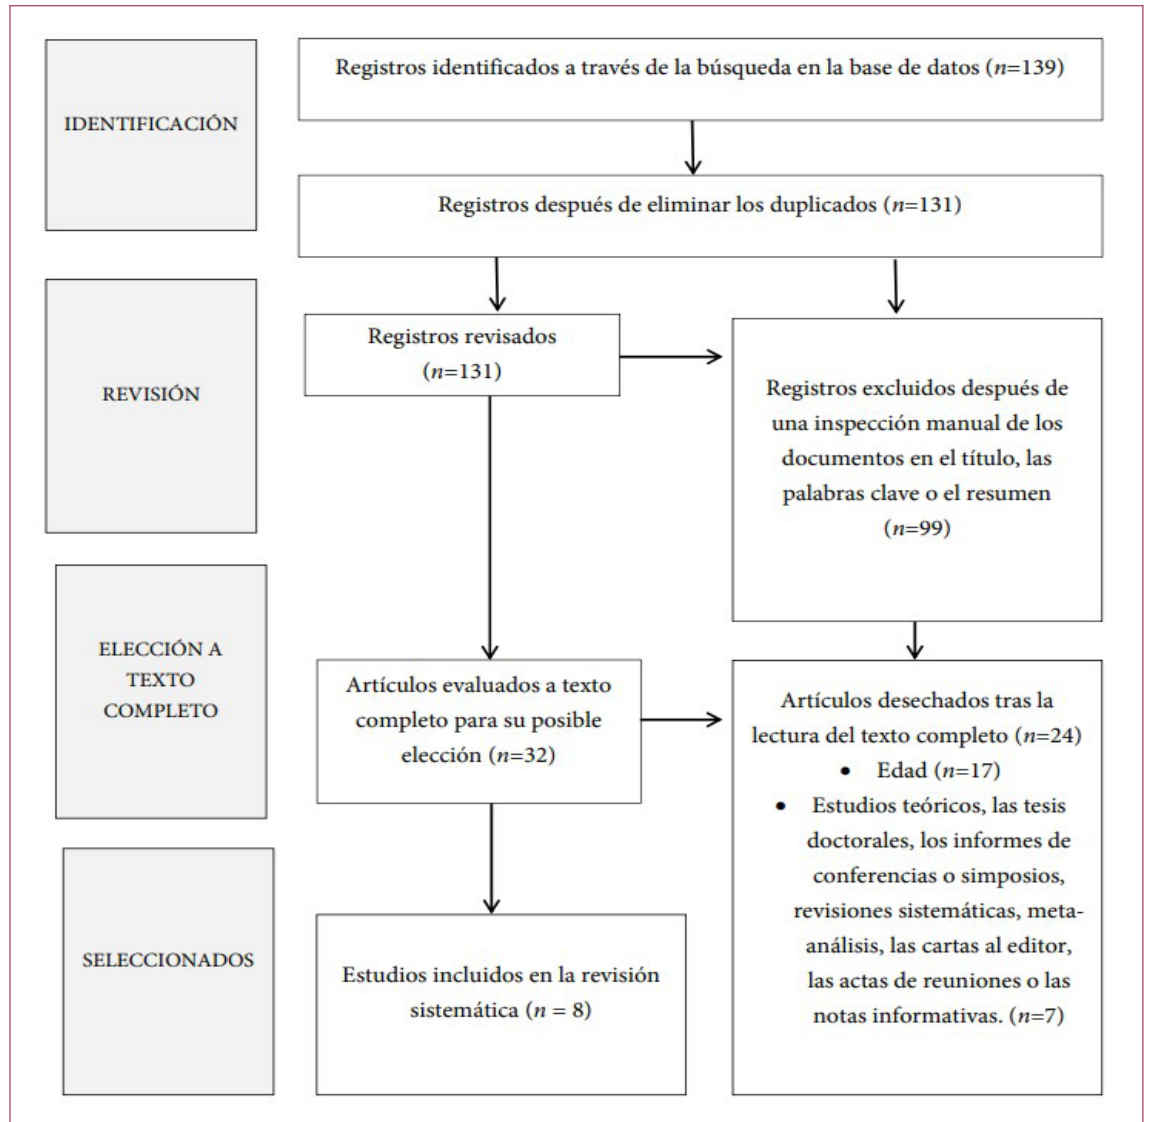 IDENTIFICACIÓN
Registros identificados a través de la búsqueda en la base de datos (n=139)
Registros después de eliminar los duplicados (n=131)
REVISIÓN
Registros revisados
(n=131)
Registros excluidos después de
una inspección manual de los
documentos en el título, las
palabras clave o el resumen
(n=99)
ELECCIÓN A
TEXTO
COMPLETO
Artículos evaluados a texto
completo para su posible
elección (n=32)
Artículos desechados tras la
lectura del texto completo (n=24)
• Edad (n=17)
• Estudios teóricos, las tesis
doctorales, los informes de
conferencias o simposios,
revisiones sistemáticas, meta-
análisis, las cartas al editor,
las actas de reuniones o las
notas informativas. (n=7)
SELECCIONADOS
Estudios incluidos en la revisión
sistemática (n = 8)